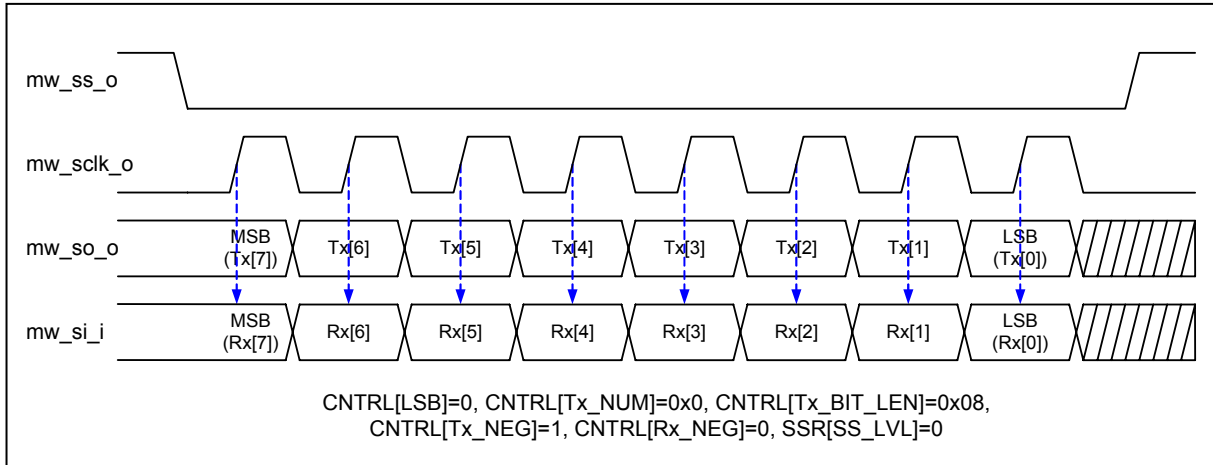 mw_ss_o
mw_sclk_o
mw_so_o
MSB
(Tx[7])
Tx[6]
Tx[5]
Tx[4]
Tx[3]
Tx[2]
Tx[1]
LSB
(Tx[0])
mw_si_i
MSB
(Rx[7])
Rx[6]
Rx[5]
Rx[4]
Rx[3]
Rx[2]
Rx[1]
LSB
(Rx[0])
CNTRL[LSB]=0, CNTRL[Tx_NUM]=0x0, CNTRL[Tx_BIT_LEN]=0x08,
CNTRL[Tx_NEG]=1, CNTRL[Rx_NEG]=0, SSR[SS_LVL]=0